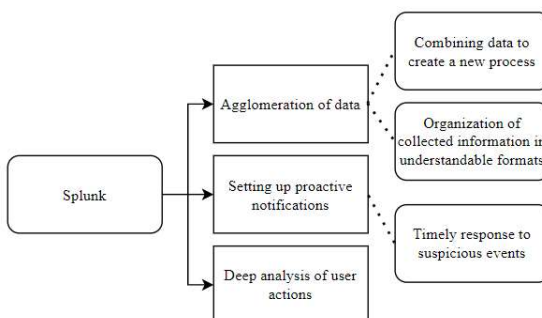 Combining data to
create a new process
Agglomeration of data
Organization of
collected information in
understandable formats
Splunk
Setting up proactive
notifications
Timely response to
suspicious events
Deep analysis of user
actions